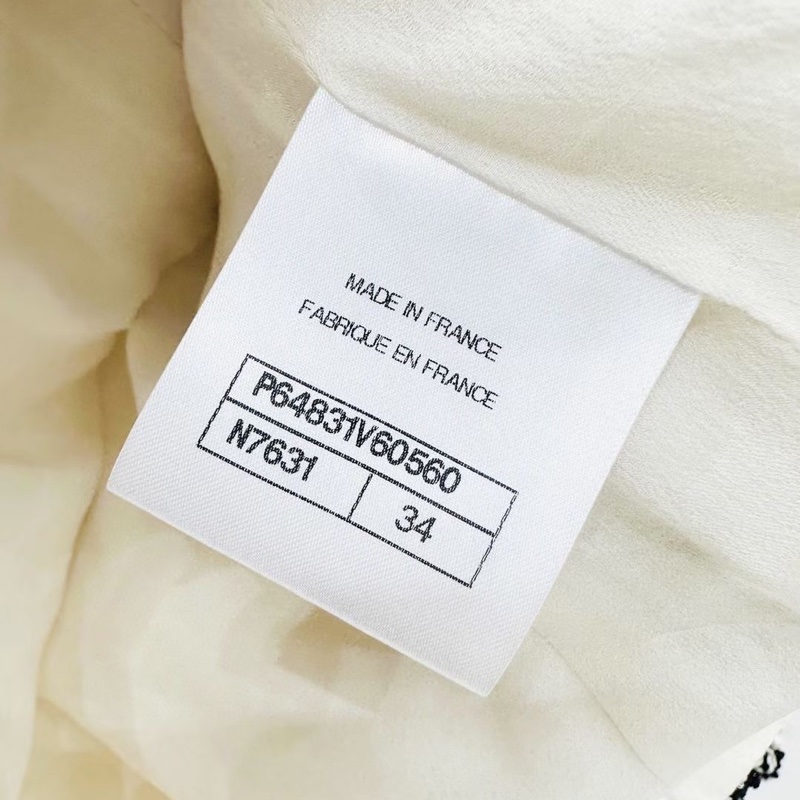 MADE IN FRANCE
FABRIQUE EN FRANCE
P64831V60560
N7631 34